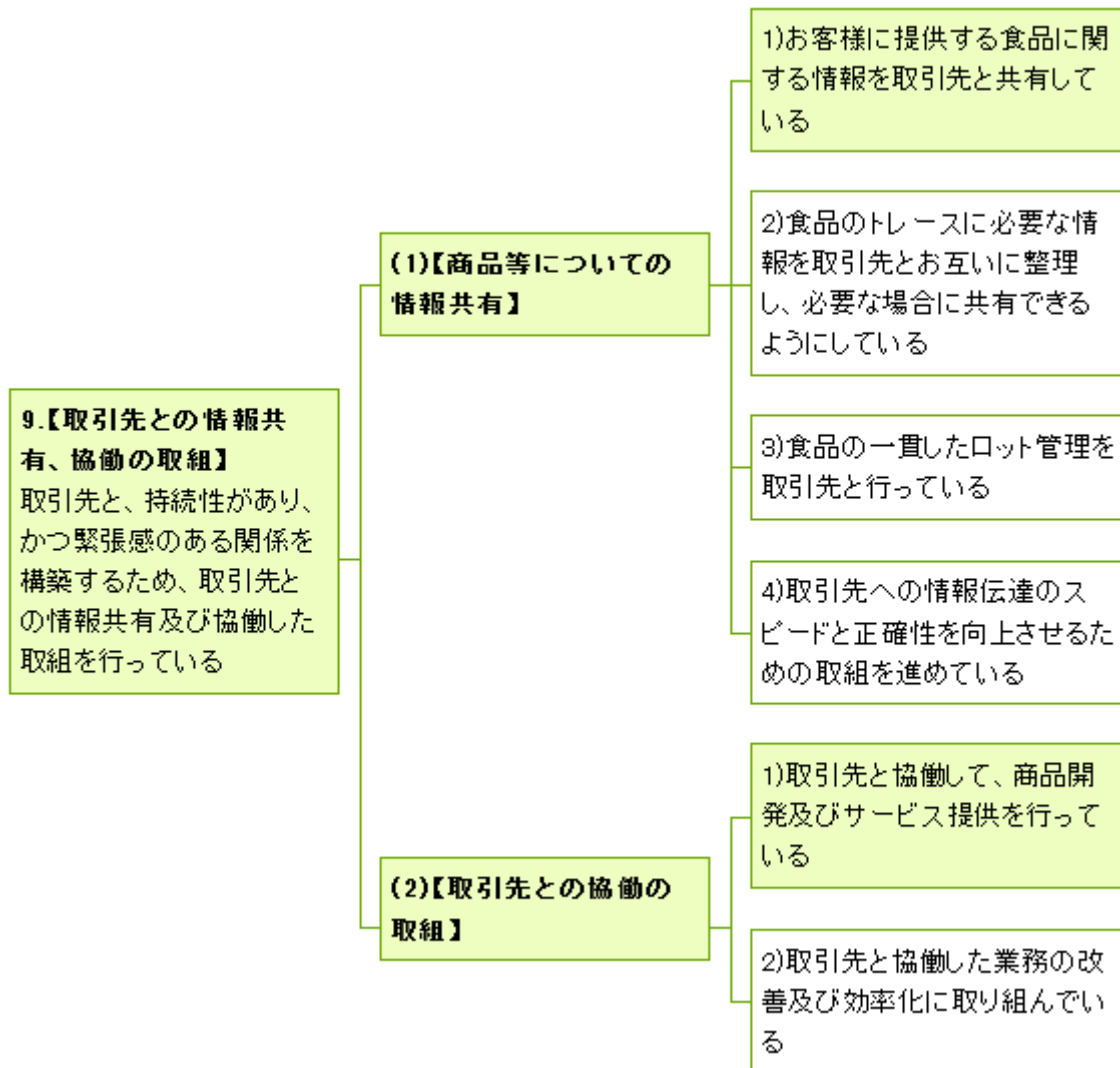 9.【取引先との情報共
有、協働の取組】
取引先と、持続性があり、
かつ緊張感のある関係を
構築するため、取引先と
の情報共有及び協働した
取組を行っている
(1)【商品等についての
情報共有】
1)お客様に提供する食品に関
する情報を取引先と共有して
いる
2)食品のトレースに必要な情
報を取引先とお互いに整理
し、必要な場合に共有できる
ようにしている
3)食品の一貫したロット管理を
取引先と行っている
4)取引先への情報伝達のス
ピードと正確性を向上させるた
めの取組を進めている
(2)【取引先との協働の
取組】
1)取引先と協働して、商品開
発及びサービス提供を行って
いる
2)取引先と協働した業務の改
善及び効率化に取り組んでい
る